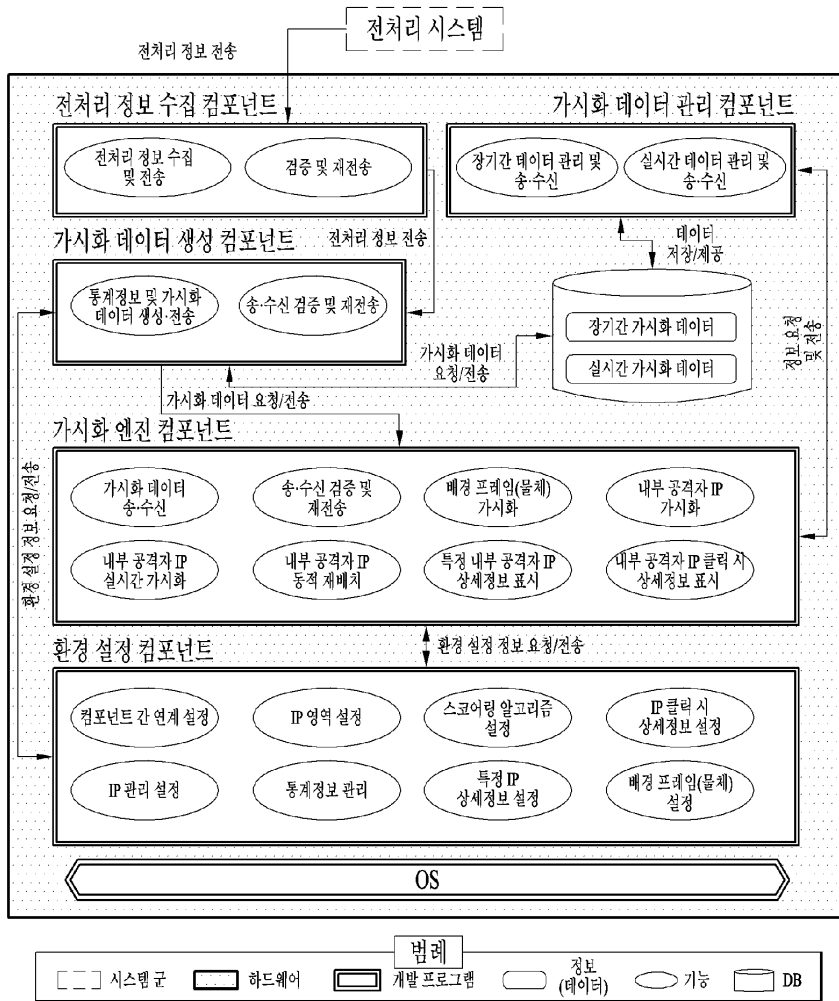 전처리 시스템
전처리 정보 전송
전처리 정보 수집 컴포넌트
전처리 정보 수집
및 전송
검증 및 재전송
가시화 데이터 관리 컴포넌트
장기간 데이터 관리 및
송·수신
실시간 데이터 관리 및
송·수신
가시화 데이터 생성 컴포넌트
전처리 정보 전송
데이터
저장/제공
통계정보 및 가시화
데이터 생성·전송
송·수신 검증 및 재전송
장기간 가시화 데이터
실시간 가시화 데이터
가시화 데이터
요청/전송
정보 요청
및 전송
가시화 데이터 요청/전송
가시화 엔진 컴포넌트
가시화 데이터
송·수신
송·수신 검증 및
재전송
배경 프레임(물체)
가시화
내부 공격자 IP
가시화
내부 공격자 IP
실시간 가시화
내부 공격자 IP
동적 재배치
특정 내부 공격자 IP
상세정보 표시
내부 공격자 IP 클릭 시
상세정보 표시
환경 설정 정보 요청/전송
환경 설정 컴포넌트
환경 설정 정보 요청/전송
컴포넌트 간 연계 설정
IP 영역 설정
스코어링 알고리즘
설정
IP 클릭 시
상세정보 설정
IP 관리 설정
통계정보 관리
특정 IP
상세정보 설정
배경 프레임(물체)
설정
OS
범례
시스템 군
하드웨어
개발 프로그램
정보
(데이터)
기능
DB